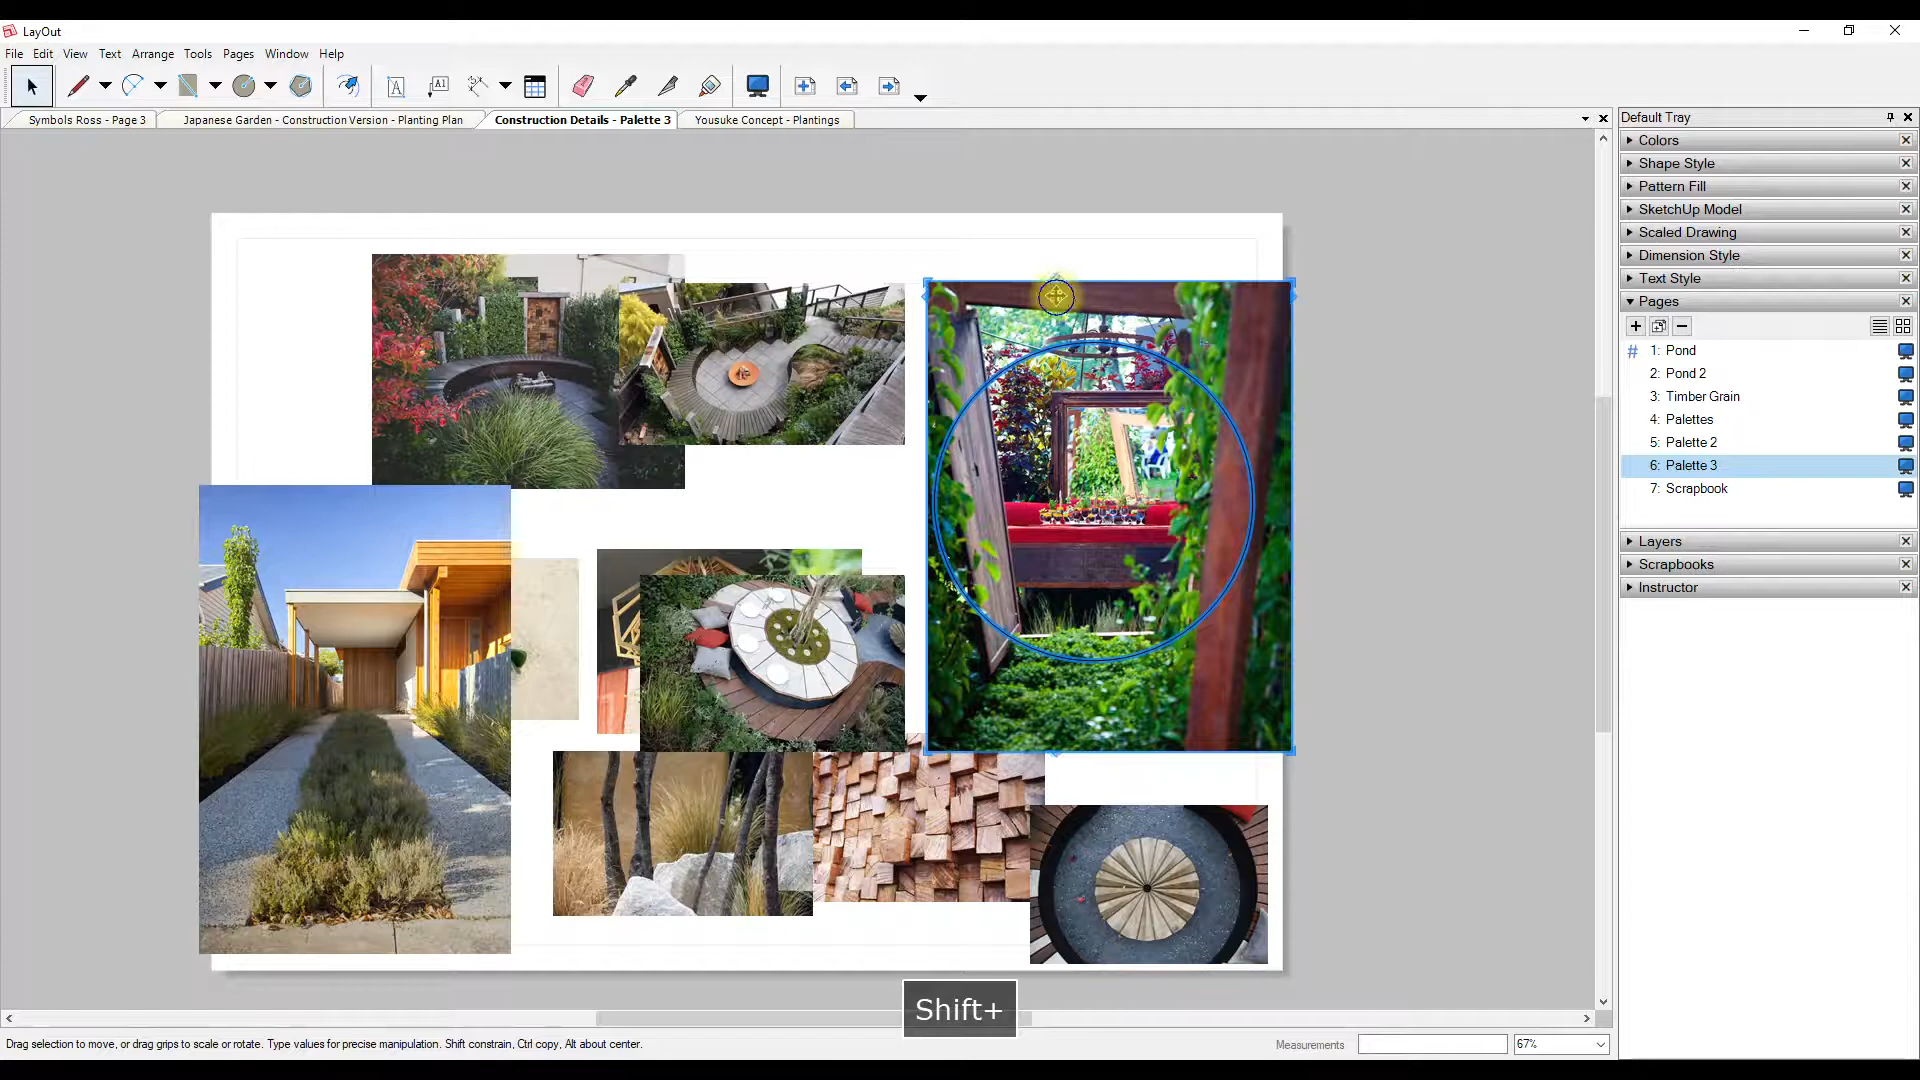 LayOut
File Edit View Text Arrange Tools Pages Window Help
A A1
Symbols Ross - Page 3 Japanese Garden - Construction Version - Planting Plan Construction Details - Palette 3 Yousuke Concept - Plantings
Default Tray
Colors
Shape Style
Pattern Fill
SketchUp Model
Scaled Drawing
Dimension Style
Text Style
Pages
# 1: Pond
2: Pond 2
3: Timber Grain
4: Palettes
5: Palette 2
6: Palette 3
7: Scrapbook
Layers
Scrapbooks
Instructor
Shift+
Drag selection to move, or drag grips to scale or rotate. Type values for precise manipulation. Shift constrain, Ctrl copy, Alt about center.
Measurements 67%